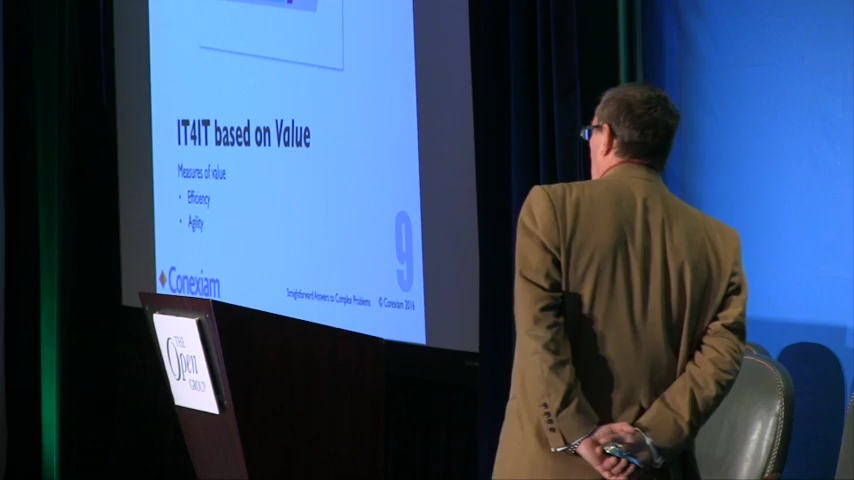 IT4IT based on Value
Measures of value
• Efficiency
• Agility
9
Conexiam
Straightforward Answers to Complex Problems © Conexiam 2016
THE
Open
GROUP